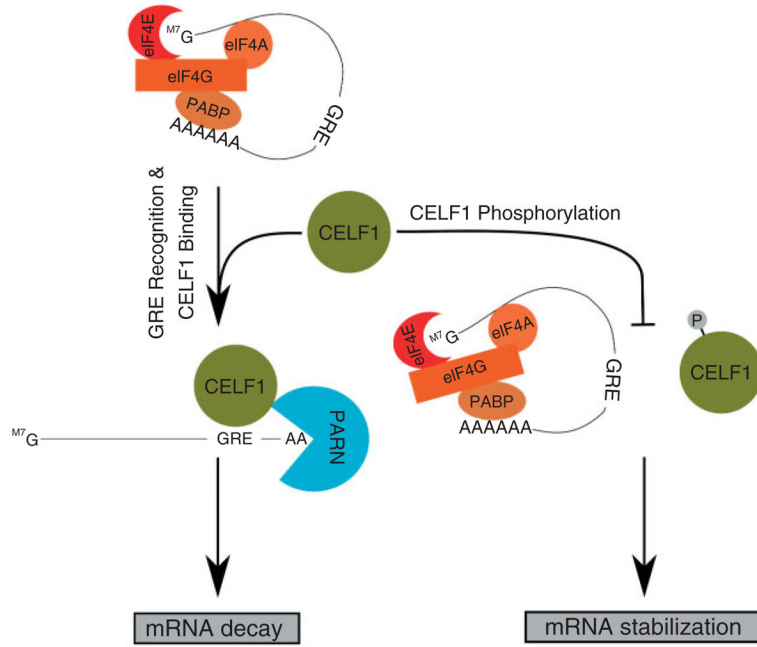 eIF4E
M7G
eIF4A
eIF4G
PABP
AAAAAA
GRE
GRE Recognition &
CELF1 Binding
CELF1
CELF1 Phosphorylation
eIF4E
M7G
eIF4A
eIF4G
PABP
AAAAAA
GRE
P
CELF1
CELF1
PARN
M7G
GRE
AA
mRNA decay
mRNA stabilization